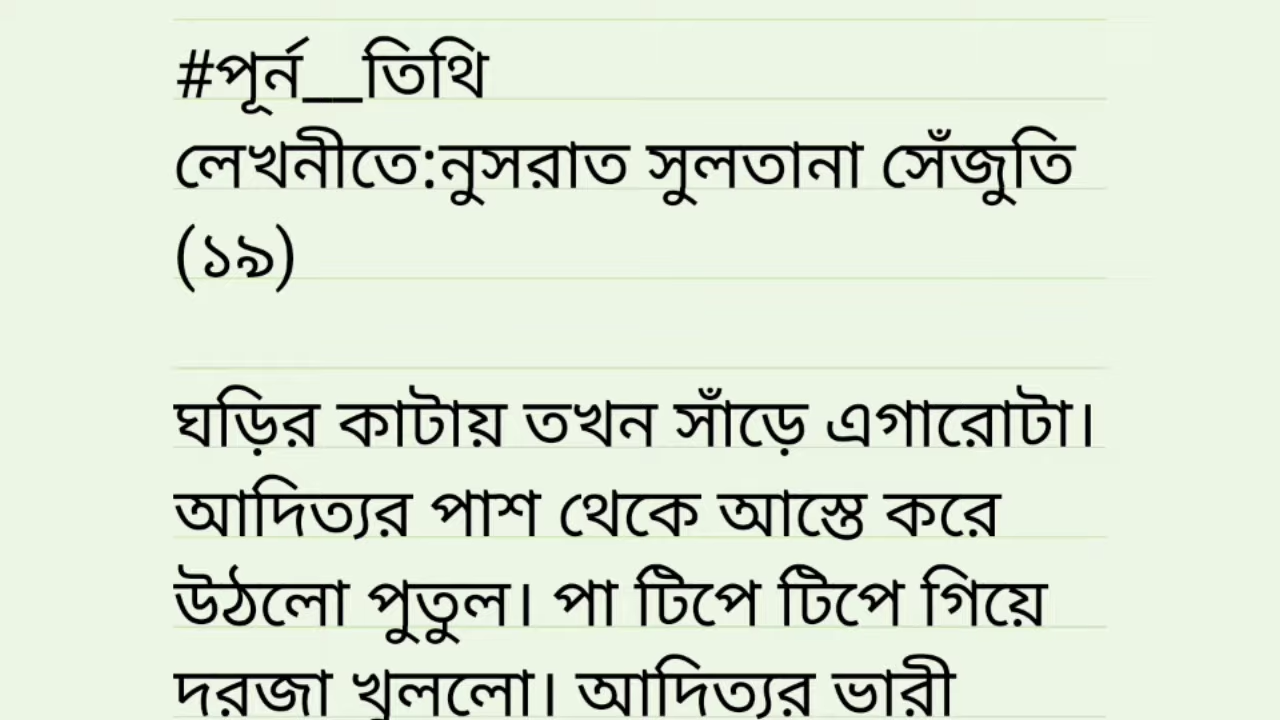 #পূর্ন__তিথি
লেখনীতে:নুসরাত সুলতানা সেঁজুতি
(১৯)
ঘড়ির কাটায় তখন সাঁড়ে এগারোটা।
আদিত্যর পাশ থেকে আস্তে করে
উঠলো পুতুল। পা টিপে টিপে গিয়ে
দরজা খুললো। আদিত্যর ভারী